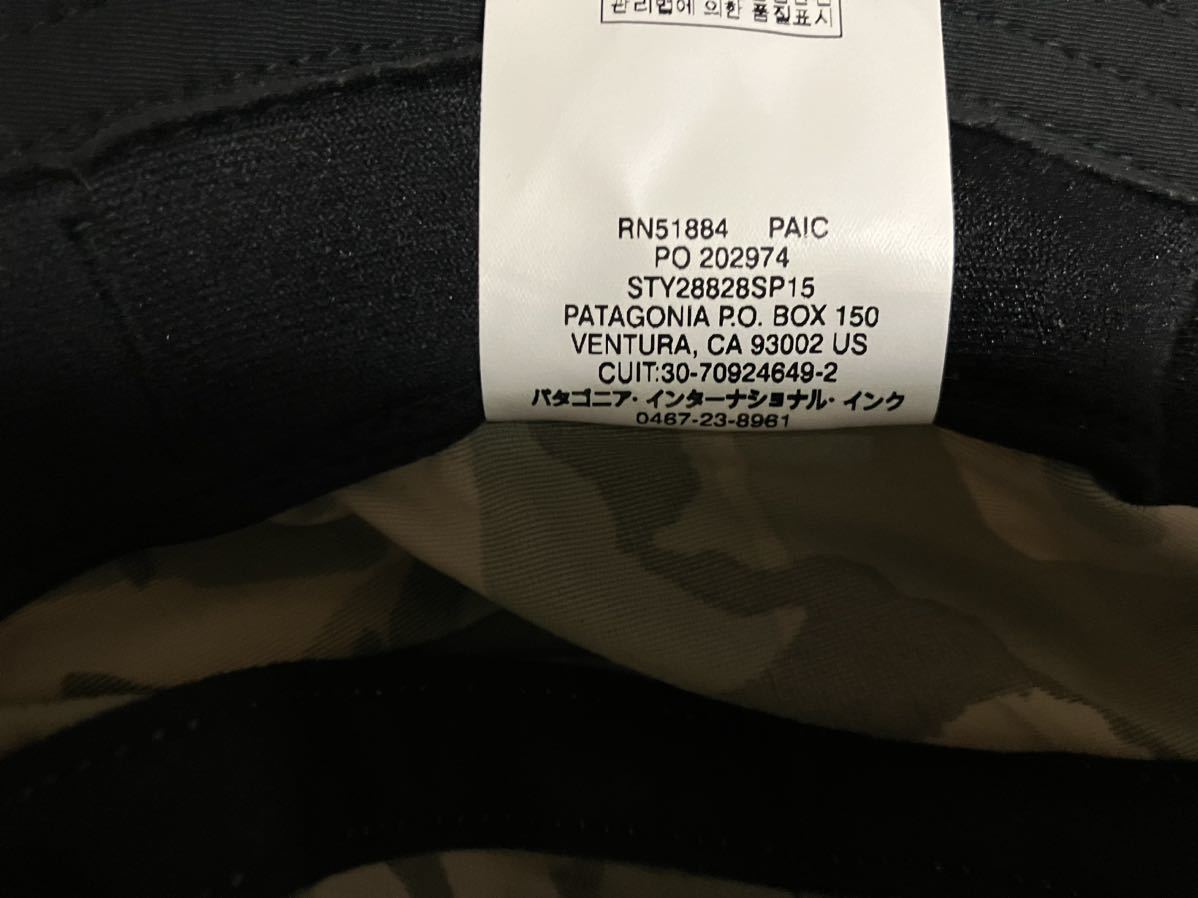 관리법에 의한 품질표시
RN51884 PAIC
PO 202974
STY28828SP15
PATAGONIA P.O. BOX 150
VENTURA, CA 93002 US
CUIT:30-70924649-2
パタゴニア・インターナショナル・インク
0467-23-8961